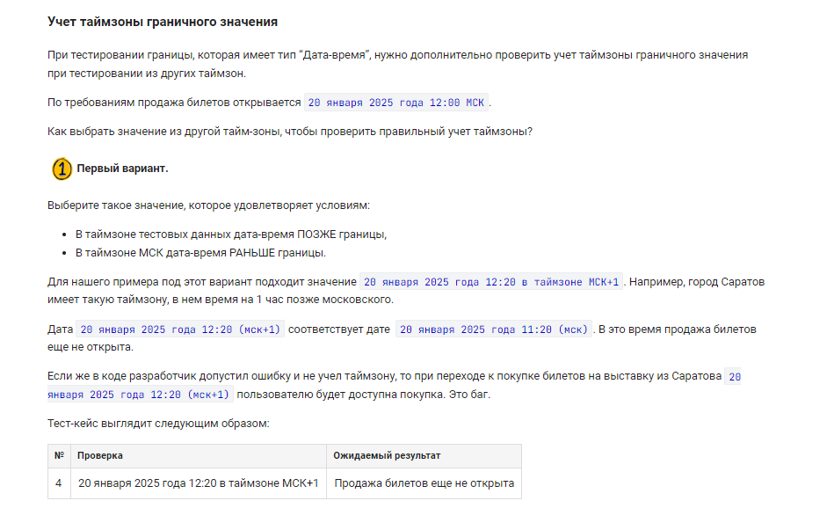 Учет таймзоны граничного значения
При тестировании границы, которая имеет тип “Дата-время”, нужно дополнительно проверить учет таймзоны граничного значения
при тестировании из других таймзон.
По требованиям продажа билетов открывается 20 января 2025 года 12:00 МСК .
Как выбрать значение из другой тайм-зоны, чтобы проверить правильный учет таймзоны?
1 Первый вариант.
Выберите такое значение, которое удовлетворяет условиям:
• В таймзоне тестовых данных дата-время ПОЗЖЕ границы,
• В таймзоне МСК дата-время РАНЬШЕ границы.
Для нашего примера под этот вариант подходит значение 20 января 2025 года 12:20 в таймзоне МСК+1 . Например, город Саратов
имеет такую таймзону, в нем время на 1 час позже московского.
Дата 20 января 2025 года 12:20 (мск+1) соответствует дате 20 января 2025 года 11:20 (мск) . В это время продажа билетов
еще не открыта.
Если же в коде разработчик допустил ошибку и не учел таймзону, то при переходе к покупке билетов на выставку из Саратова 20
января 2025 года 12:20 (мск+1) пользователю будет доступна покупка. Это баг.
Тест-кейс выглядит следующим образом:
№ Проверка Ожидаемый результат
4 20 января 2025 года 12:20 в таймзоне МСК+1 Продажа билетов еще не открыта